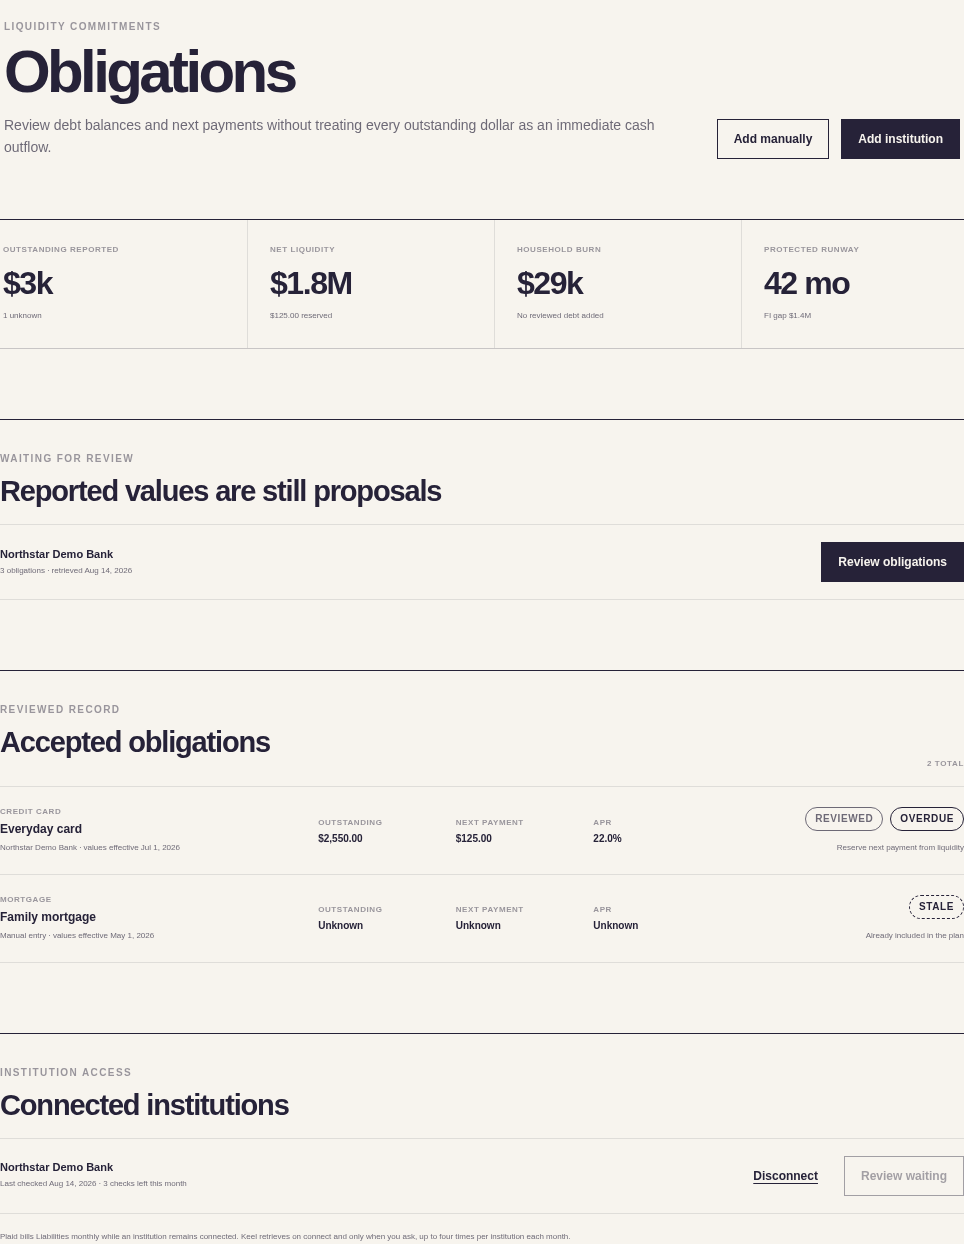 LIQUIDITY COMMITMENTS
Obligations
Review debt balances and next payments without treating every outstanding dollar as an immediate cash
outflow.
Add manually
Add institution
OUTSTANDING REPORTED
$3k
1 unknown
NET LIQUIDITY
$1.8M
$125.00 reserved
HOUSEHOLD BURN
$29k
No reviewed debt added
PROTECTED RUNWAY
42 mo
FI gap $1.4M
WAITING FOR REVIEW
Reported values are still proposals
Northstar Demo Bank
3 obligations · retrieved Aug 14, 2026
Review obligations
REVIEWED RECORD
Accepted obligations
2 TOTAL
CREDIT CARD
Everyday card
Northstar Demo Bank · values effective Jul 1, 2026
OUTSTANDING
$2,550.00
NEXT PAYMENT
$125.00
APR
22.0%
REVIEWED
OVERDUE
Reserve next payment from liquidity
MORTGAGE
Family mortgage
Manual entry · values effective May 1, 2026
OUTSTANDING
Unknown
NEXT PAYMENT
Unknown
APR
Unknown
STALE
Already included in the plan
INSTITUTION ACCESS
Connected institutions
Northstar Demo Bank
Last checked Aug 14, 2026 · 3 checks left this month
Disconnect
Review waiting
Plaid bills Liabilities monthly while an institution remains connected. Keel retrieves on connect and only when you ask, up to four times per institution each month.